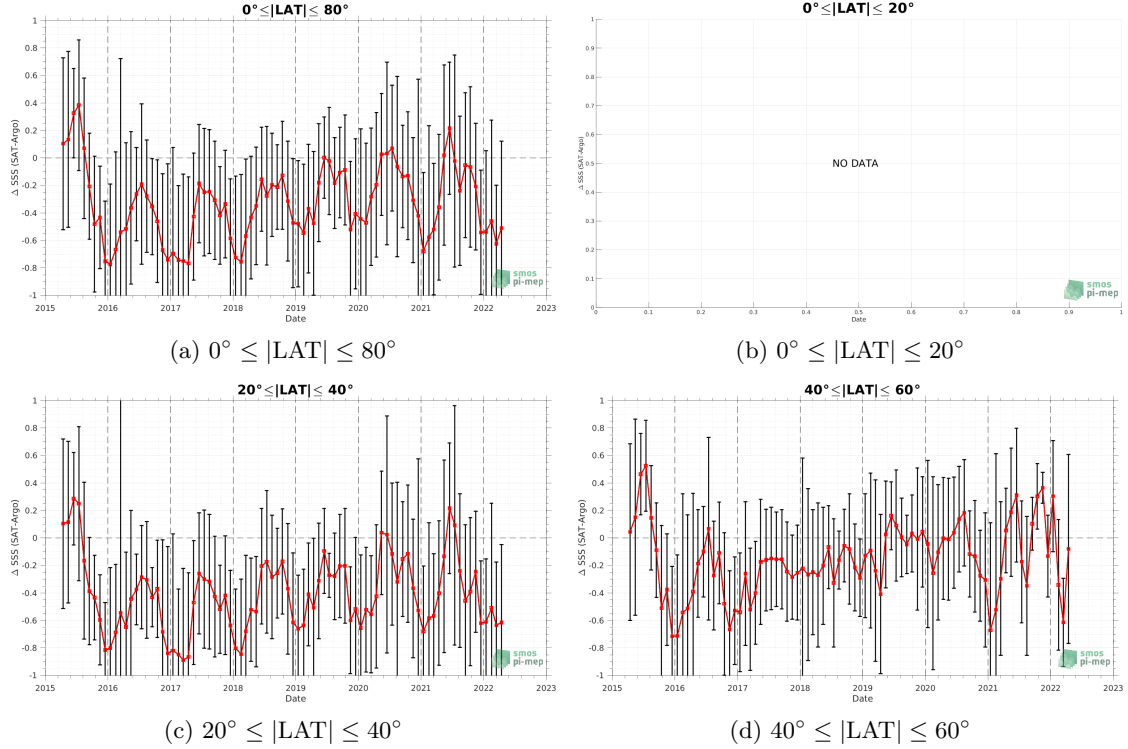 0°≤|LAT|≤ 80°
Δ SSS (SAT-Argo)
1
0.8
0.6
0.4
0.2
0
-0.2
-0.4
-0.6
-0.8
-1
2015 2016 2017 2018 2019 2020 2021 2022 2023
Date
smos
pi-mep
(a) 0° ≤ |LAT| ≤ 80°
0°≤|LAT|≤ 20°
Δ SSS (SAT-Argo)
1
0.9
0.8
0.7
0.6
0.5
0.4
0.3
0.2
0.1
0
NO DATA
0 0.1 0.2 0.3 0.4 0.5 0.6 0.7 0.8 0.9 1
Date
smos
pi-mep
(b) 0° ≤ |LAT| ≤ 20°
20°≤|LAT|≤ 40°
Δ SSS (SAT-Argo)
1
0.8
0.6
0.4
0.2
0
-0.2
-0.4
-0.6
-0.8
-1
2015 2016 2017 2018 2019 2020 2021 2022 2023
Date
smos
pi-mep
(c) 20° ≤ |LAT| ≤ 40°
40°≤|LAT|≤ 60°
Δ SSS (SAT-Argo)
1
0.8
0.6
0.4
0.2
0
-0.2
-0.4
-0.6
-0.8
-1
2015 2016 2017 2018 2019 2020 2021 2022 2023
Date
smos
pi-mep
(d) 40° ≤ |LAT| ≤ 60°